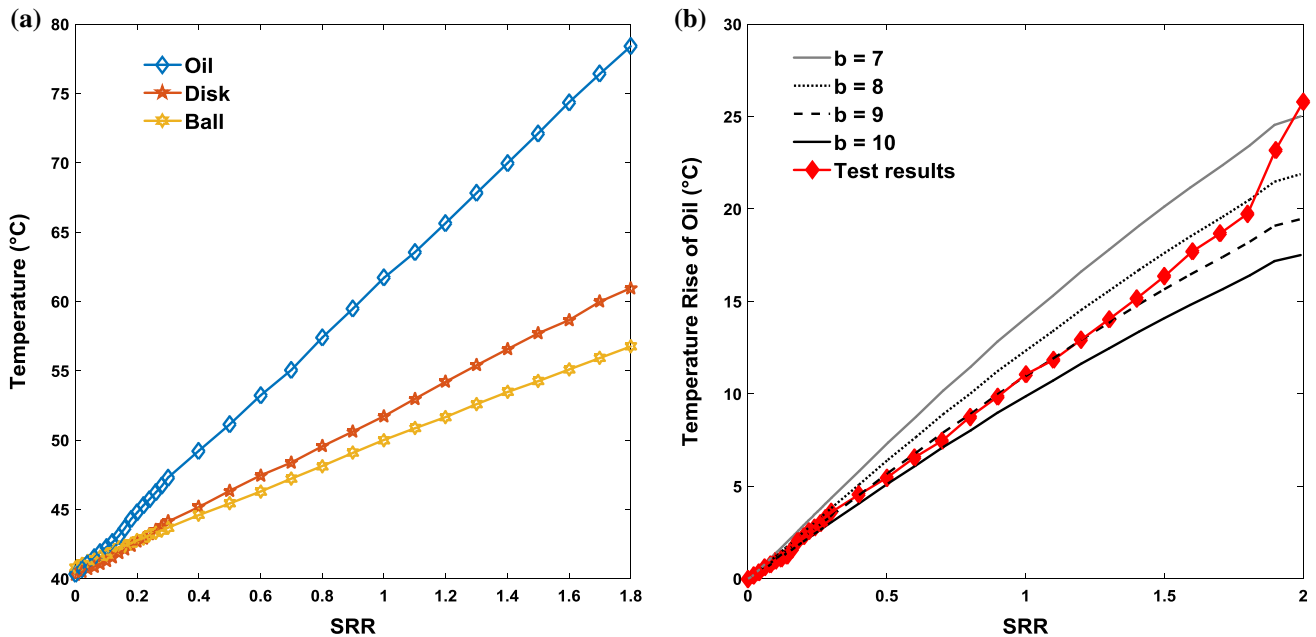 (a)
Temperature (°C)
80
75
70
65
60
55
50
45
40
Oil
Disk
Ball
0 0.2 0.4 0.6 0.8 1 1.2 1.4 1.6 1.8
SRR
(b)
Temperature Rise of Oil (°C)
30
25
20
15
10
5
0
b = 7
b = 8
b = 9
b = 10
Test results
0 0.5 1 1.5 2
SRR